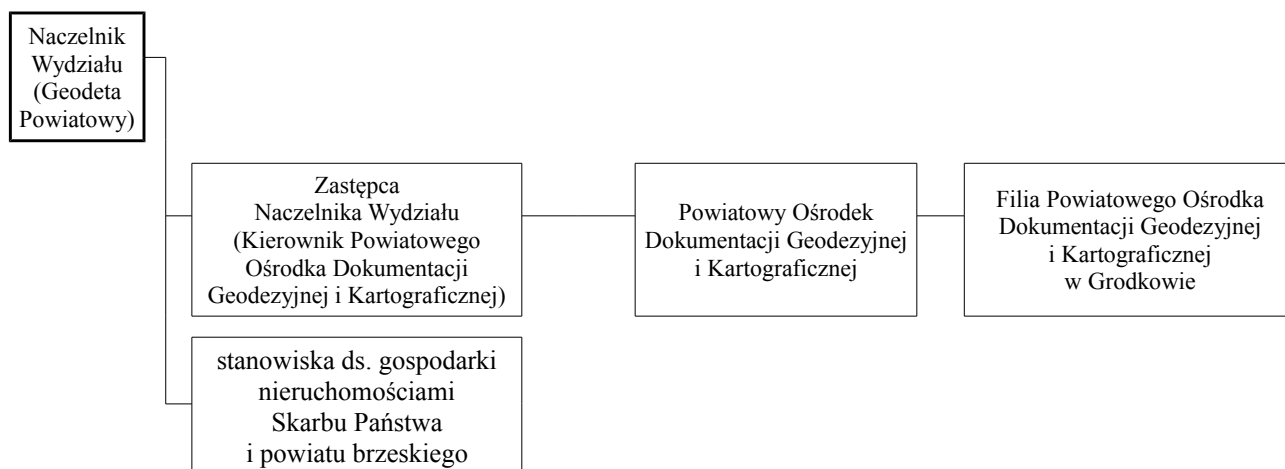 Naczelnik
Wydziału
(Geodeta
Powiatowy)
Zastępca
Naczelnika Wydziału
(Kierownik Powiatowego
Ośrodka Dokumentacji
Geodezyjnej i Kartograficznej)
Powiatowy Ośrodek
Dokumentacji Geodezyjnej
i Kartograficznej
Filia Powiatowego Ośrodka
Dokumentacji Geodezyjnej
i Kartograficznej
w Grodkowie
stanowiska ds. gospodarki
nieruchomościami
Skarbu Państwa
i powiatu brzeskiego